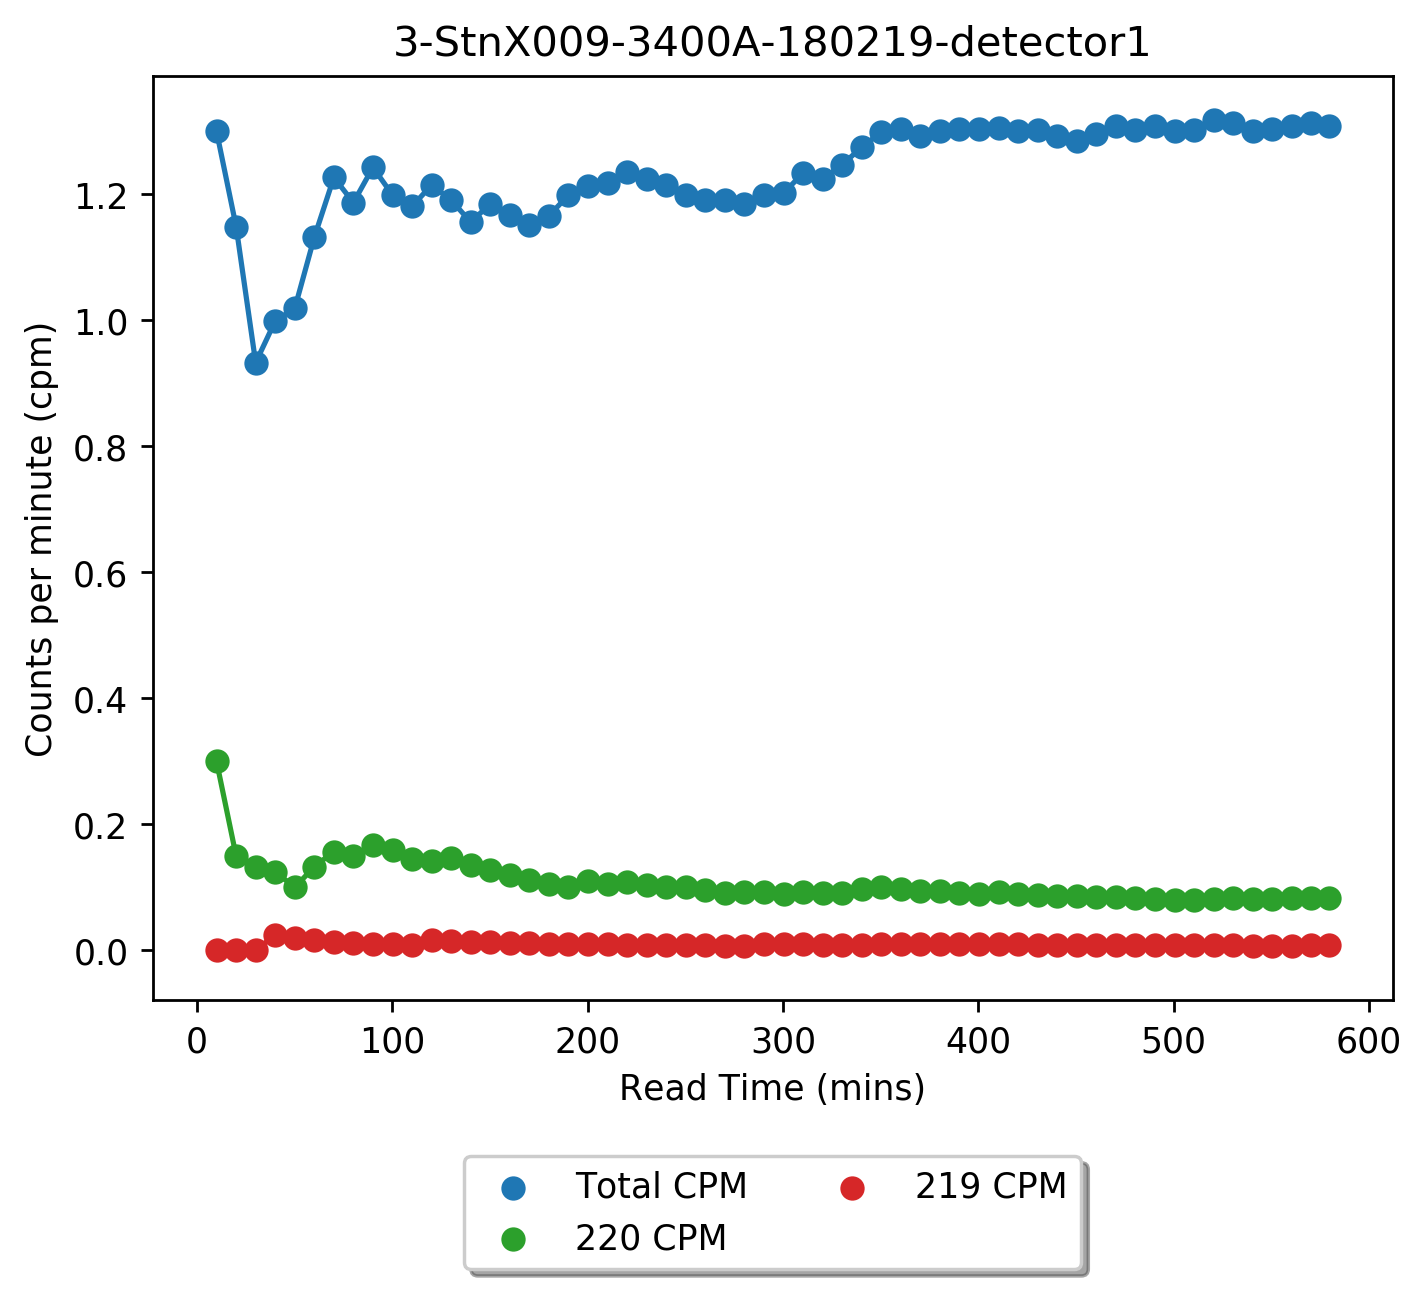 3-StnX009-3400A-180219-detector1
Counts per minute (cpm)
1.2
1.0
0.8
0.6
0.4
0.2
0.0
0 100 200 300 400 500 600
Read Time (mins)
Total CPM 219 CPM
220 CPM